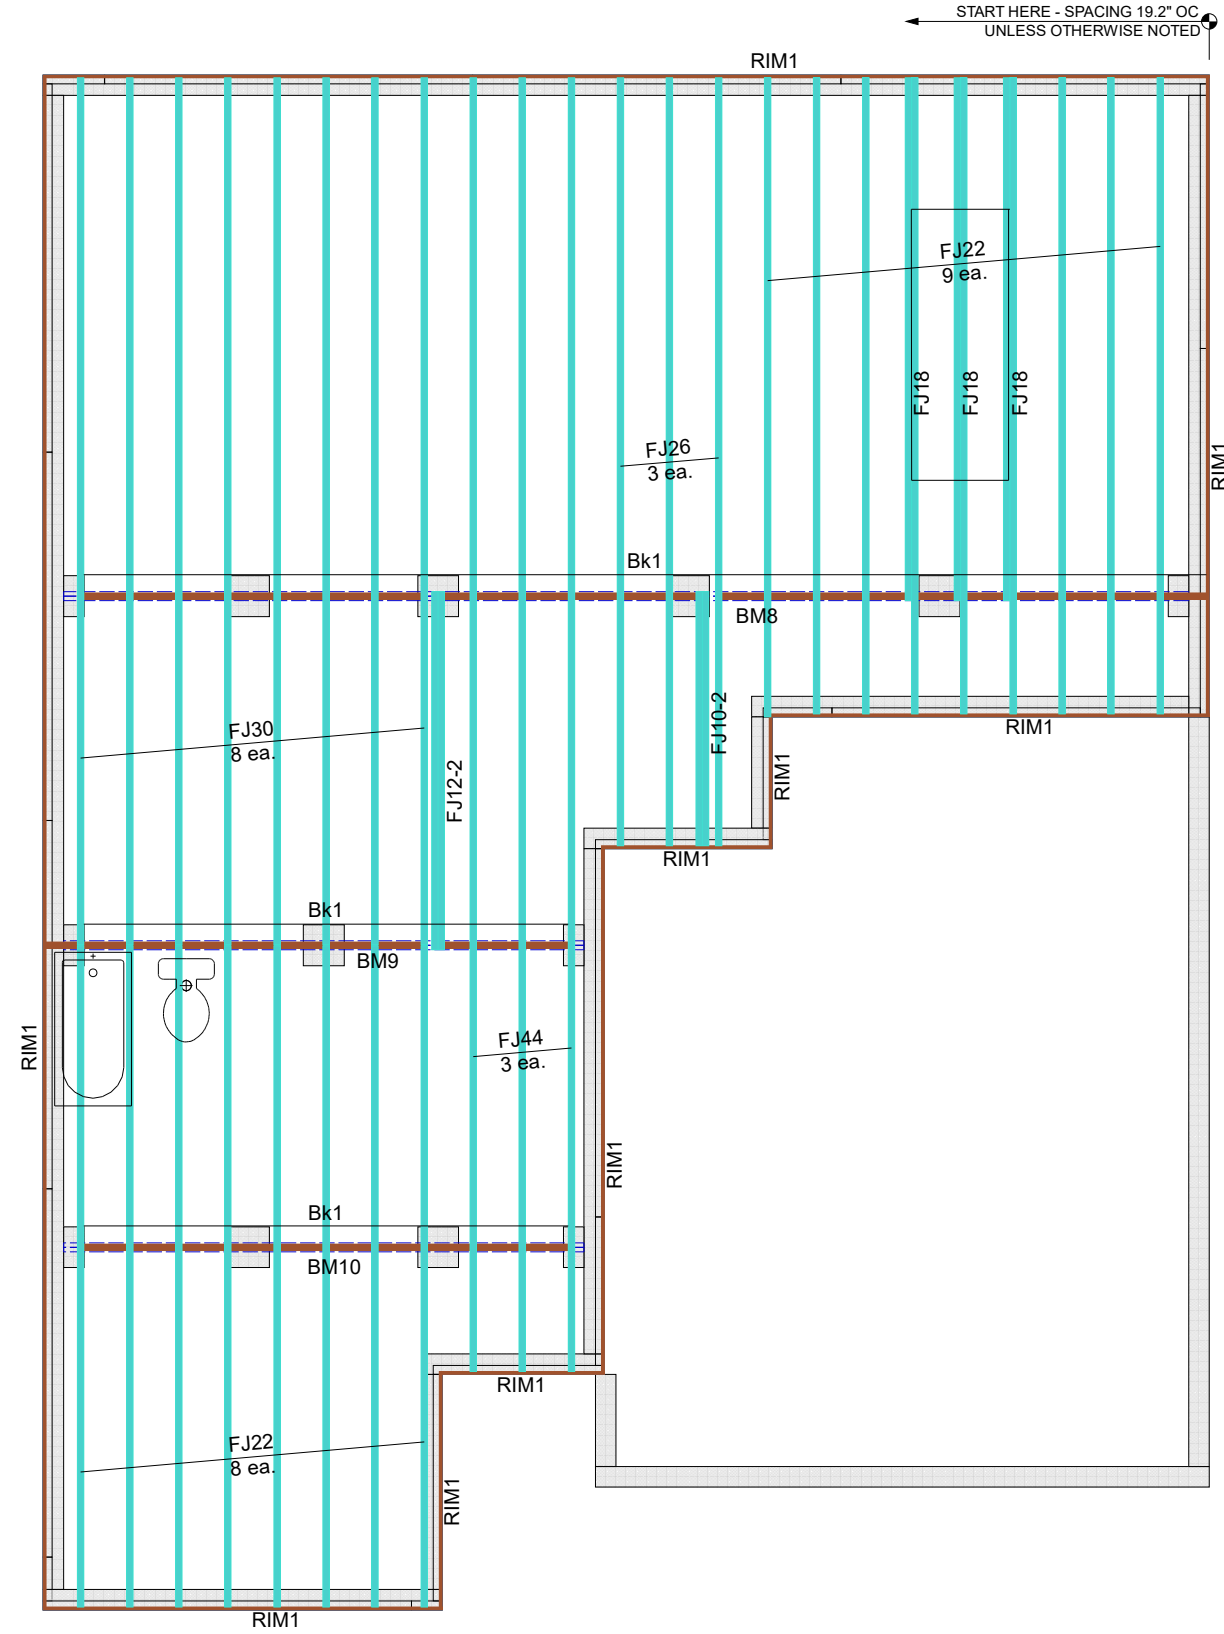 START HERE - SPACING 19.2" OC
UNLESS OTHERWISE NOTED
RIM1
FJ22
9 ea.
FJ18
FJ18
FJ18
FJ26
3 ea.
RIM1
Bk1
BM8
FJ10-2
RIM1
FJ30
8 ea.
FJ12-2
RIM1
RIM1
Bk1
BM9
RIM1
FJ44
3 ea.
RIM1
Bk1
BM10
RIM1
FJ22
8 ea.
RIM1
RIM1